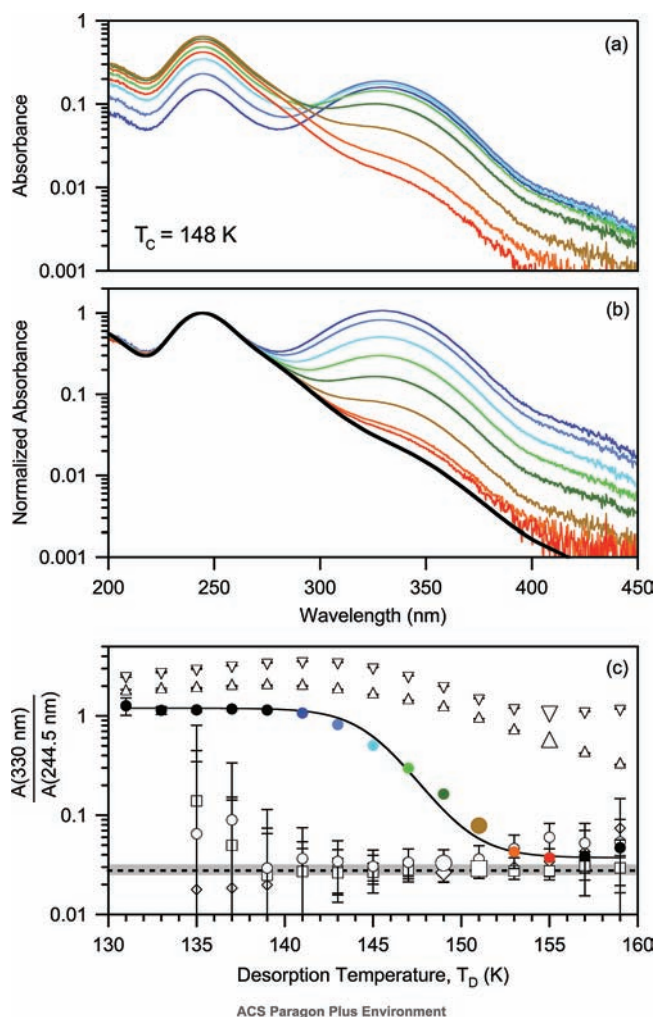 (a)
1
0.1
0.01
0.001
Absorbance
T_C = 148 K
(b)
1
0.1
0.01
0.001
Normalized Absorbance
200
250
300
350
400
450
Wavelength (nm)
(c)
1
0.1
0.01
A(330 nm)
A(244.5 nm)
130
135
140
145
150
155
160
Desorption Temperature, T_D (K)
ACS Paragon Plus Environment